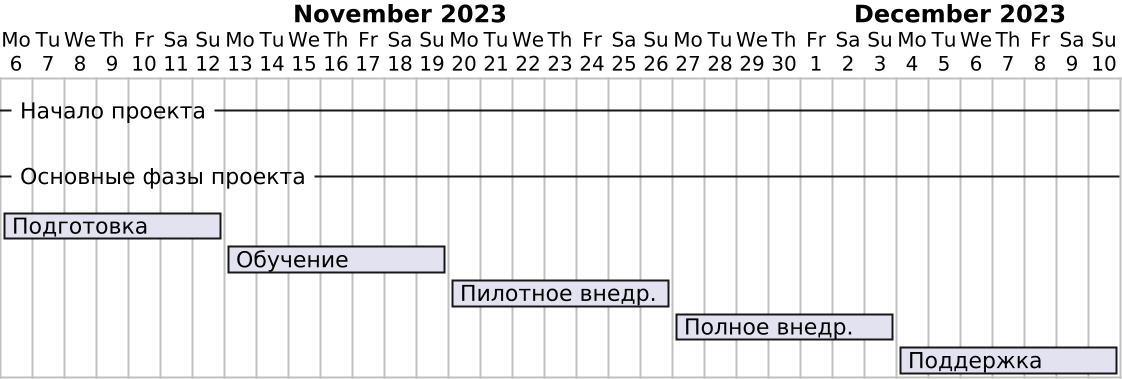 November 2023 December 2023
Mo Tu We Th Fr Sa Su Mo Tu We Th Fr Sa Su Mo Tu We Th Fr Sa Su Mo Tu We Th Fr Sa Su Mo Tu We Th Fr Sa Su
6 7 8 9 10 11 12 13 14 15 16 17 18 19 20 21 22 23 24 25 26 27 28 29 30 1 2 3 4 5 6 7 8 9 10
Начало проекта
Основные фазы проекта
Подготовка
Обучение
Пилотное внедр.
Полное внедр.
Поддержка